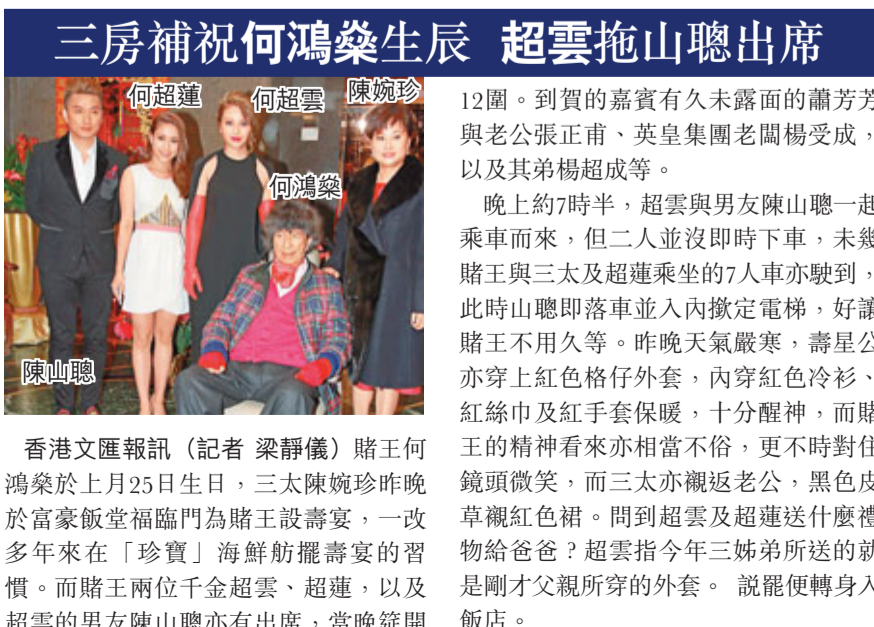 三房補祝何鴻燊生辰 超雲拖山聰出席
何超蓮
何超雲
陳婉珍
何鴻燊
陳山聰
香港文匯報訊（記者 梁靜儀）賭王何
鴻燊於上月25日生日，三太陳婉珍昨晚
於富豪飯堂福臨門為賭王設壽宴，一改
多年來在「珍寶」海鮮舫擺壽宴的習
慣。而賭王兩位千金超雲、超蓮，以及
超雲的男友陳山聰亦有出席，當晚筵開
12圍。到賀的嘉賓有久未露面的蕭芳芳
與老公張正甫、英皇集團老闆楊受成，
以及其弟楊超成等。
晚上約7時半，超雲與男友陳山聰一起
乘車而來，但二人並沒即時下車，未幾
賭王與三太及超蓮乘坐的7人車亦駛到，
此時山聰即落車並入內撳定電梯，好讓
賭王不用久等。昨晚天氣嚴寒，壽星公
亦穿上紅色格仔外套，內穿紅色冷衫、
紅絲巾及紅手套保暖，十分醒神，而賭
王的精神看來亦相當不俗，更不時對住
鏡頭微笑，而三太亦襯返老公，黑色皮
草襯紅色裙。問到超雲及超蓮送什麼禮
物給爸爸？超雲指今年三姊弟所送的就
是剛才父親所穿的外套。 説罷便轉身入
飯店。